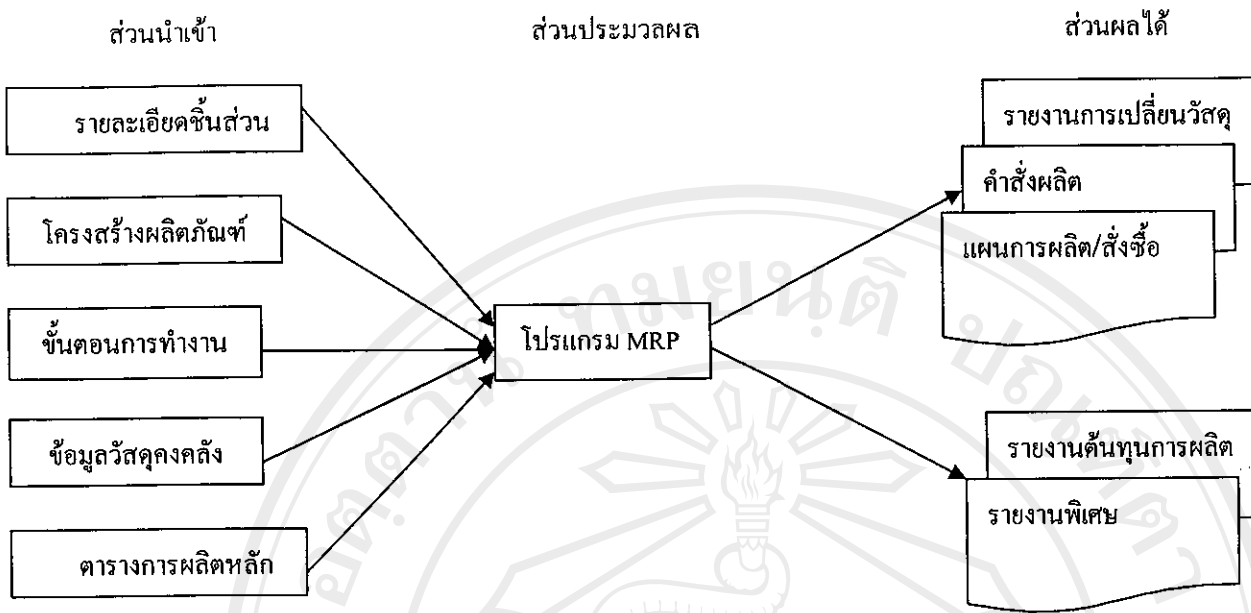 ส่วนนำเข้า
ส่วนประมวลผล
ส่วนผลได้
รายละเอียดชิ้นส่วน
โครงสร้างผลิตภัณฑ์
ขั้นตอนการทำงาน
ข้อมูลวัสดุคงคลัง
ตารางการผลิตหลัก
โปรแกรม MRP
รายงานการเปลี่ยนวัสดุ
คำสั่งผลิต
แผนการผลิต/สั่งซื้อ
รายงานต้นทุนการผลิต
รายงานพิเศษ